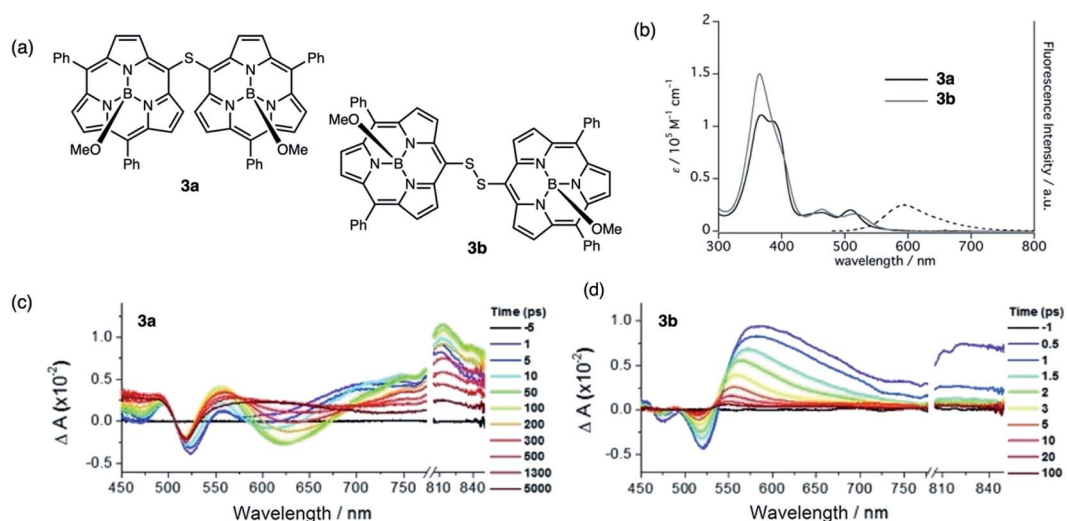 (a)
Ph
S
Ph
N
N
N
B
N
B
N
N
MeO
Ph
OMe
Ph
3a
Ph
MeO
N
B
N
N
S
S
Ph
N
B
N
N
Ph
OMe
Ph
3b
(b)
2
1.5
1
0.5
0
ε / 10⁵ M⁻¹ cm⁻¹
3a
3b
Fluorescence Intensity / a.u.
300 400 500 600 700 800
wavelength / nm
(c)
3a
1.0
0.5
0.0
-0.5
Δ A (x10⁻²)
450 500 550 600 650 700 750 810 840
Wavelength / nm
Time (ps)
-5
1
5
10
50
100
200
300
500
1300
5000
(d)
3b
1.0
0.5
0.0
-0.5
Δ A (x10⁻²)
450 500 550 600 650 700 750 810 840
Wavelength / nm
Time (ps)
-1
0.5
1
1.5
2
3
5
10
20
100